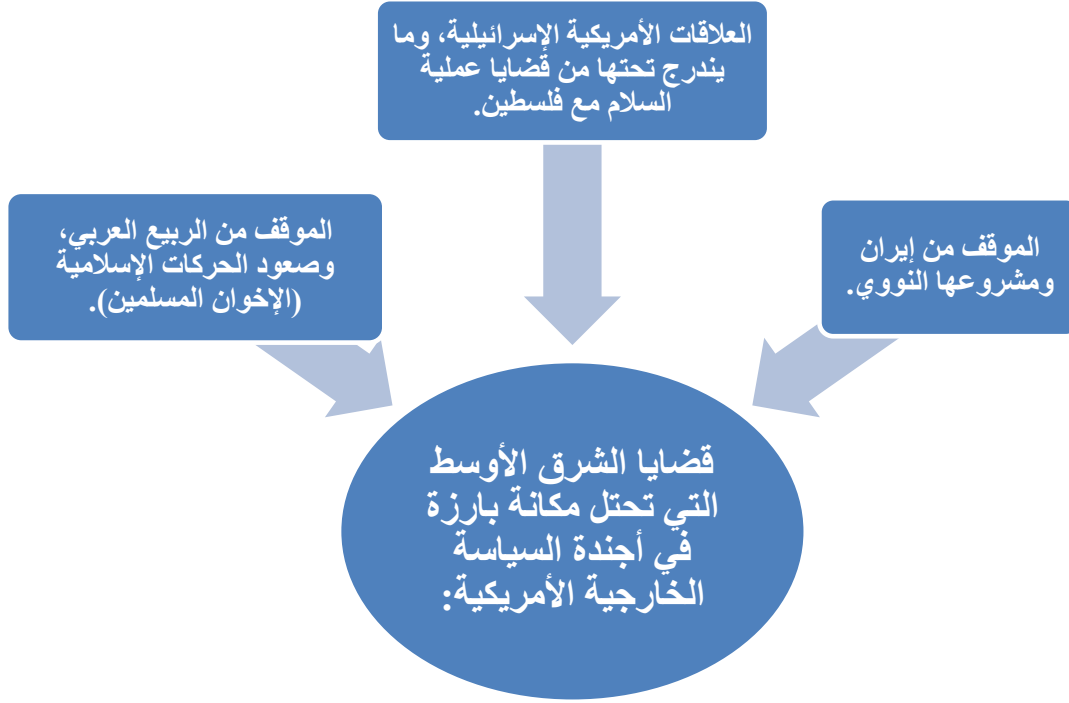 العلاقات الأمريكية الإسرائيلية، وما
يندرج تحتها من قضايا عملية
السلام مع فلسطين.
الموقف من إيران
ومشروعها النووي.
الموقف من الربيع العربي،
وصعود الحركات الإسلامية
(الإخوان المسلمين).
قضايا الشرق الأوسط
التي تحتل مكانة بارزة
في أجندة السياسة
الخارجية الأمريكية: